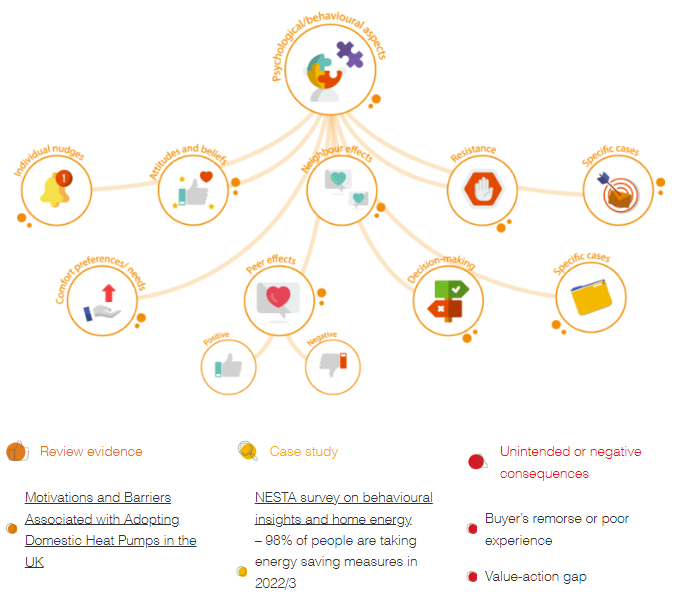 Psychological/behavioural aspects
Individual nudges
Attitudes and beliefs
Neighbour effects
Resistance
Specific cases
1
Comfort preferences/ needs
Peer effects
Decision-making
Specific cases
Positive
Negative
Review evidence
Motivations and Barriers
Associated with Adopting
Domestic Heat Pumps in the
UK
Case study
NESTA survey on behavioural
insights and home energy
– 98% of people are taking
energy saving measures in
2022/3
Unintended or negative
consequences
Buyer's remorse or poor
experience
Value-action gap